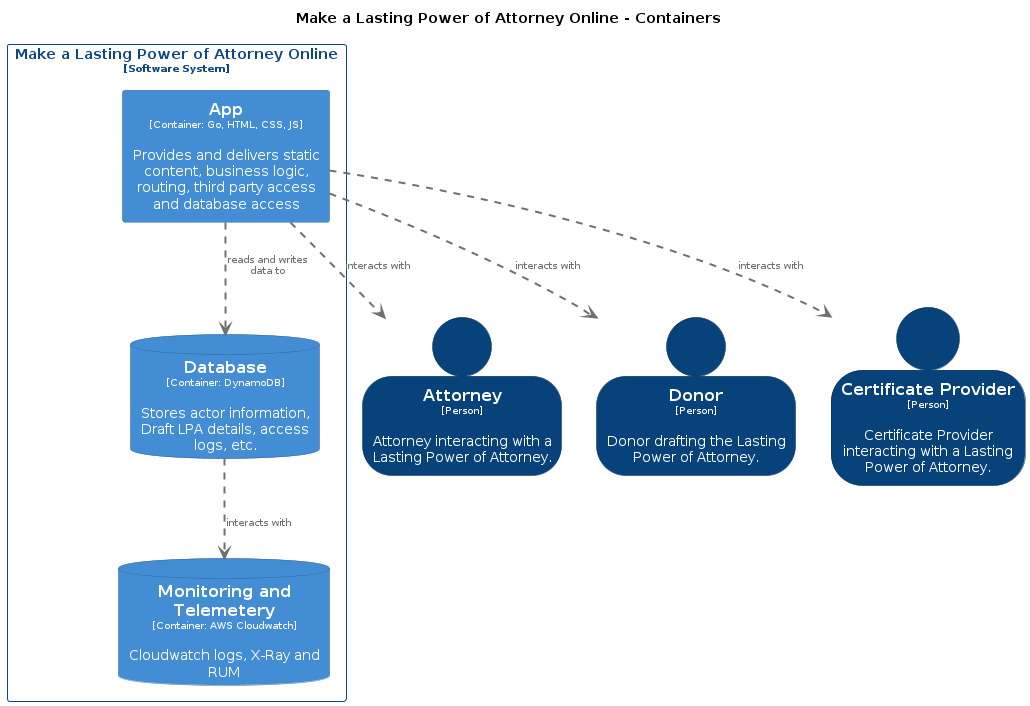 Make a Lasting Power of Attorney Online - Containers
Make a Lasting Power of Attorney Online
[Software System]
App
[Container: Go, HTML, CSS, JS]
Provides and delivers static
content, business logic,
routing, third party access
and database access
reads and writes
data to
interacts with
interacts with
interacts with
Database
[Container: DynamoDB]
Stores actor information,
Draft LPA details, access
logs, etc.
Attorney
[Person]
Attorney interacting with a
Lasting Power of Attorney.
Donor
[Person]
Donor drafting the Lasting
Power of Attorney.
Certificate Provider
[Person]
Certificate Provider
interacting with a Lasting
Power of Attorney.
interacts with
Monitoring and
Telemetery
[Container: AWS Cloudwatch]
Cloudwatch logs, X-Ray and
RUM